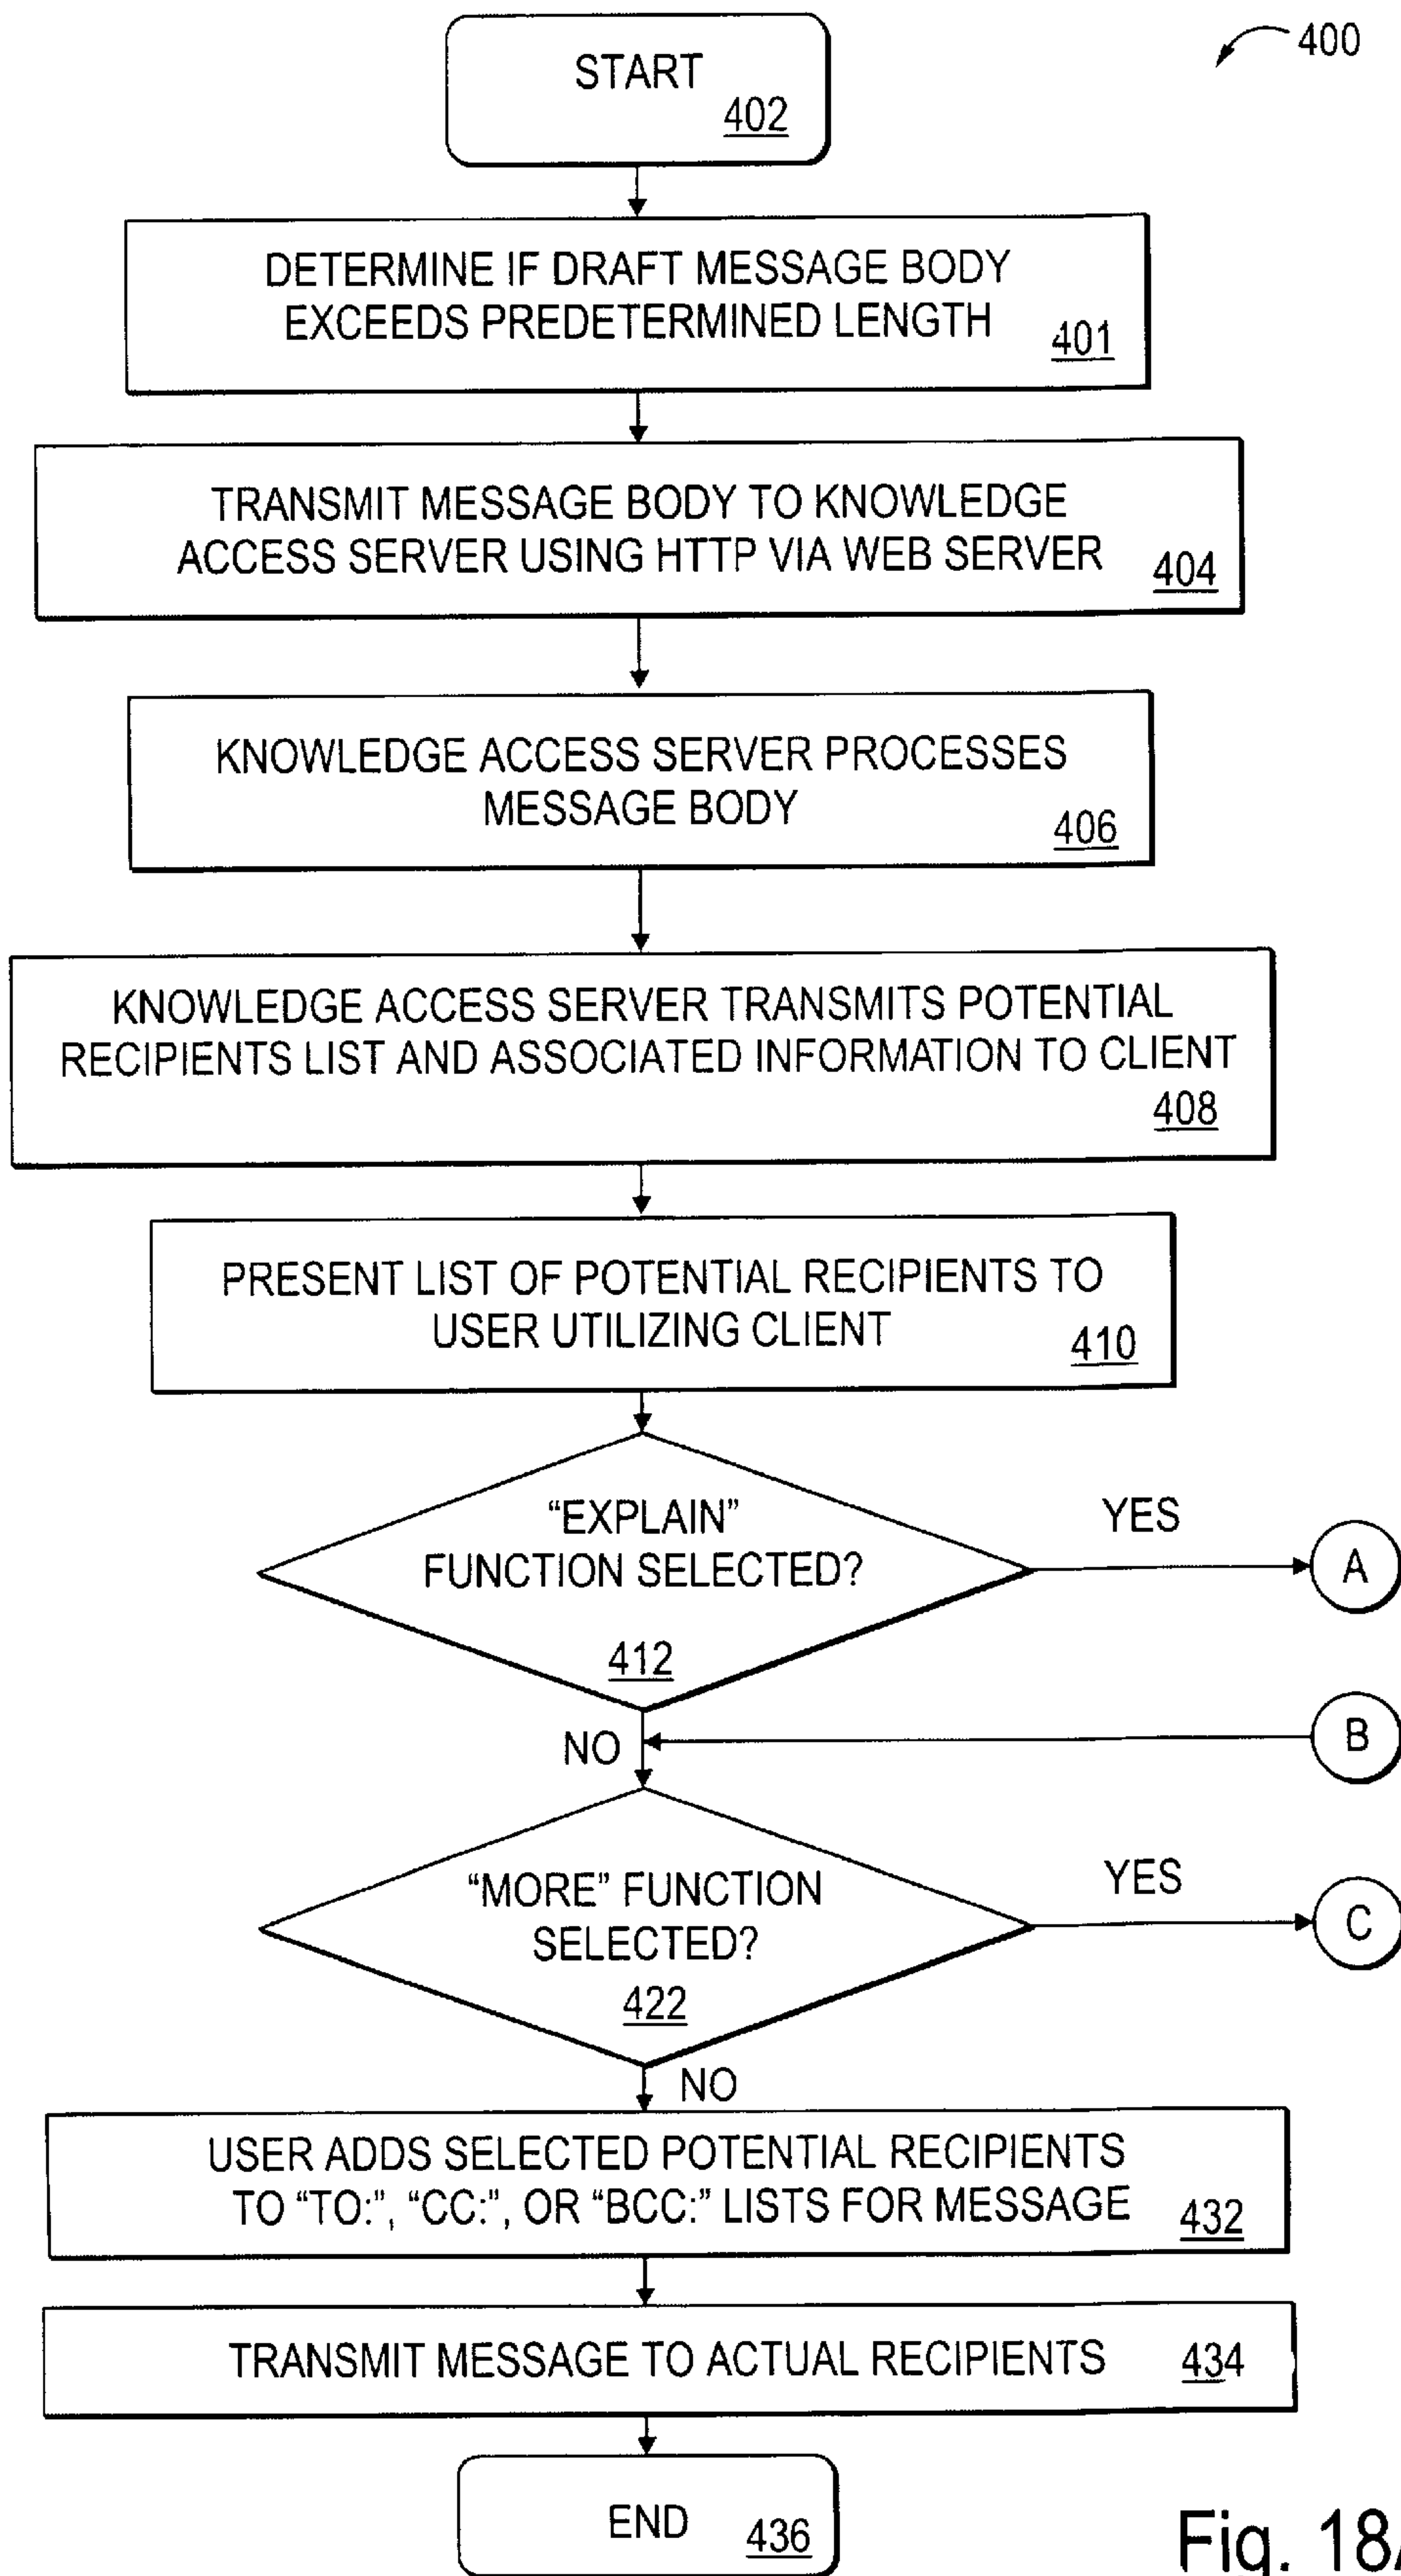 400
START
402
DETERMINE IF DRAFT MESSAGE BODY
EXCEEDS PREDETERMINED LENGTH
401
TRANSMIT MESSAGE BODY TO KNOWLEDGE
ACCESS SERVER USING HTTP VIA WEB SERVER
404
KNOWLEDGE ACCESS SERVER PROCESSES
MESSAGE BODY
406
KNOWLEDGE ACCESS SERVER TRANSMITS POTENTIAL
RECIPIENTS LIST AND ASSOCIATED INFORMATION TO CLIENT
408
PRESENT LIST OF POTENTIAL RECIPIENTS TO
USER UTILIZING CLIENT
410
“EXPLAIN”
FUNCTION SELECTED?
412
YES
A
NO
B
“MORE” FUNCTION
SELECTED?
422
YES
C
NO
USER ADDS SELECTED POTENTIAL RECIPIENTS
TO “TO:”, “CC:”, OR “BCC:” LISTS FOR MESSAGE
432
TRANSMIT MESSAGE TO ACTUAL RECIPIENTS
434
END
436
Fig. 18A